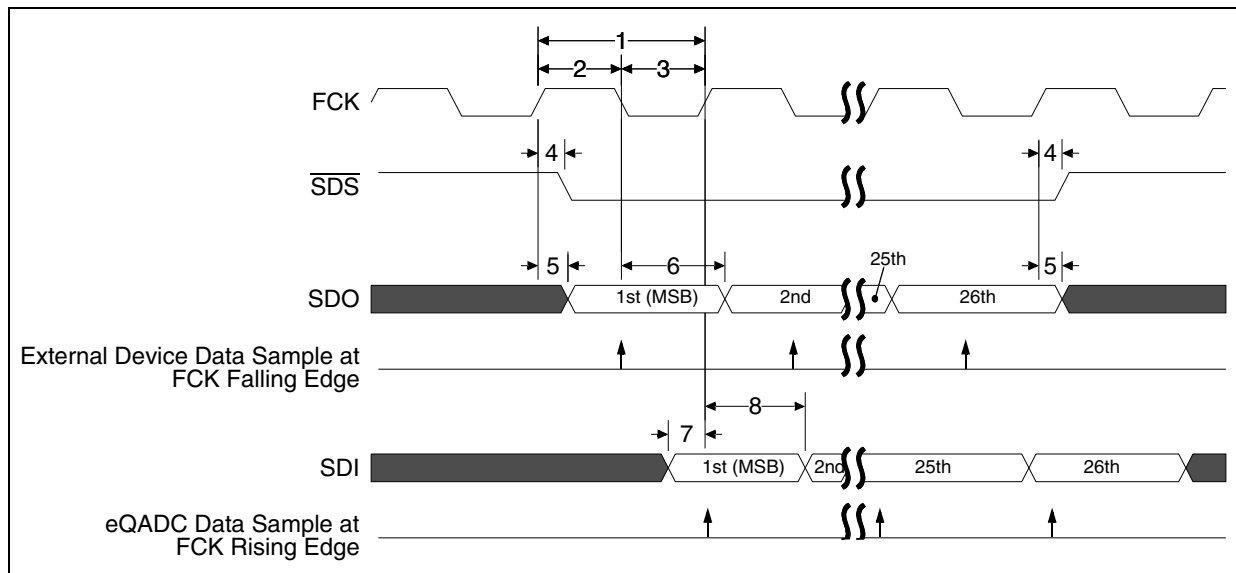 1
2 3
FCK
4 4
SDS
25th
5 6 5
SDO 1st (MSB) 2nd 26th
External Device Data Sample at
FCK Falling Edge
8
7
SDI 1st (MSB) 2nd 25th 26th
eQADC Data Sample at
FCK Rising Edge